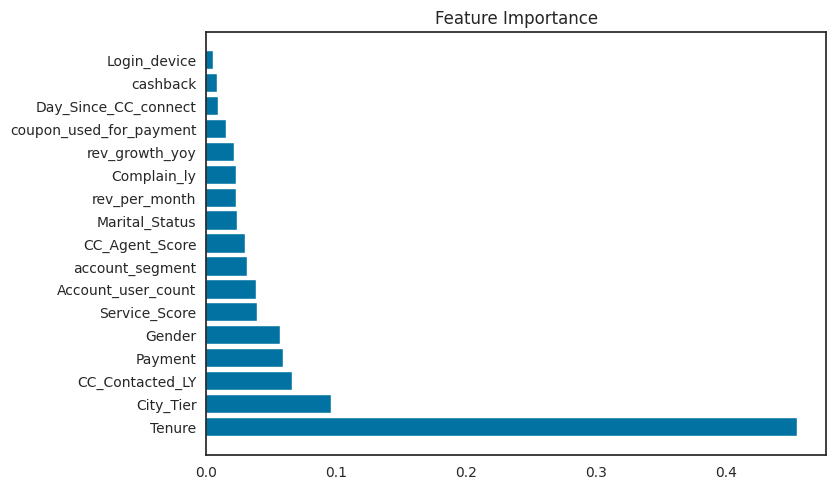 Feature Importance
Login_device
cashback
Day_Since_CC_connect
coupon_used_for_payment
rev_growth_yoy
Complain_ly
rev_per_month
Marital_Status
CC_Agent_Score
account_segment
Account_user_count
Service_Score
Gender
Payment
CC_Contacted_LY
City_Tier
Tenure
0.0 0.1 0.2 0.3 0.4